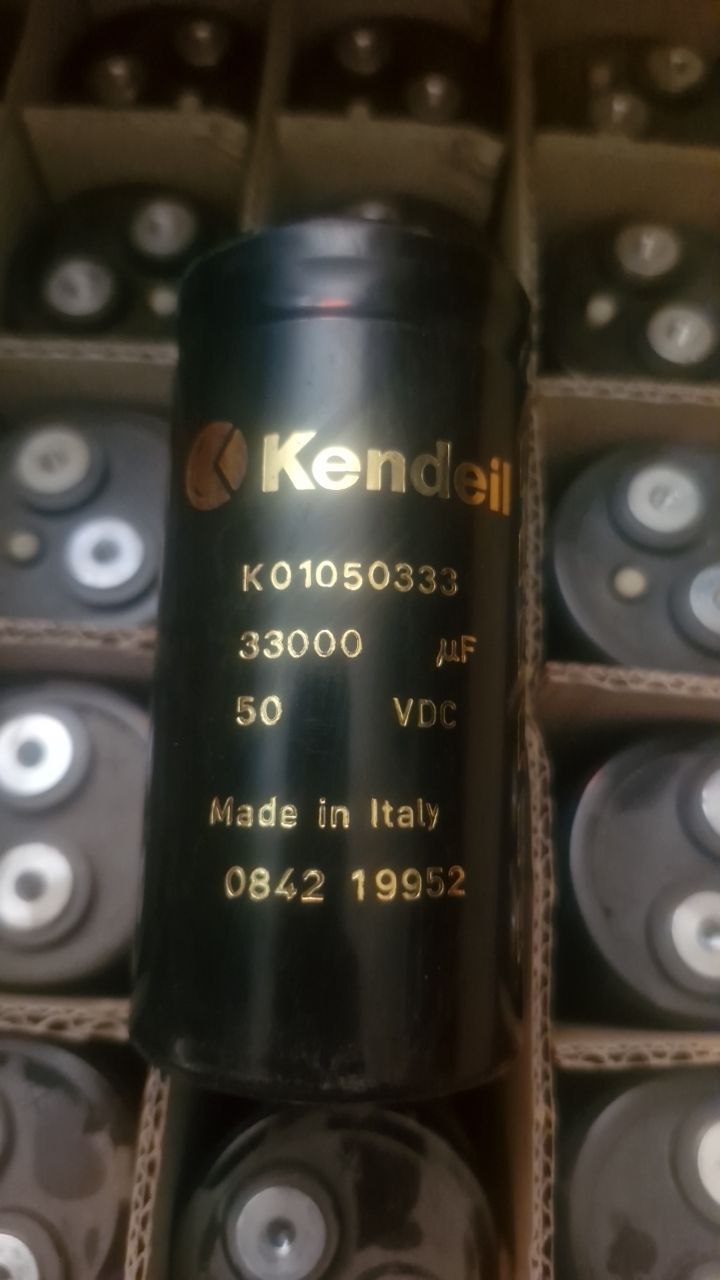 Kendeil
K01050333
33000 µF
50 VDC
Made in Italy
0842 19952